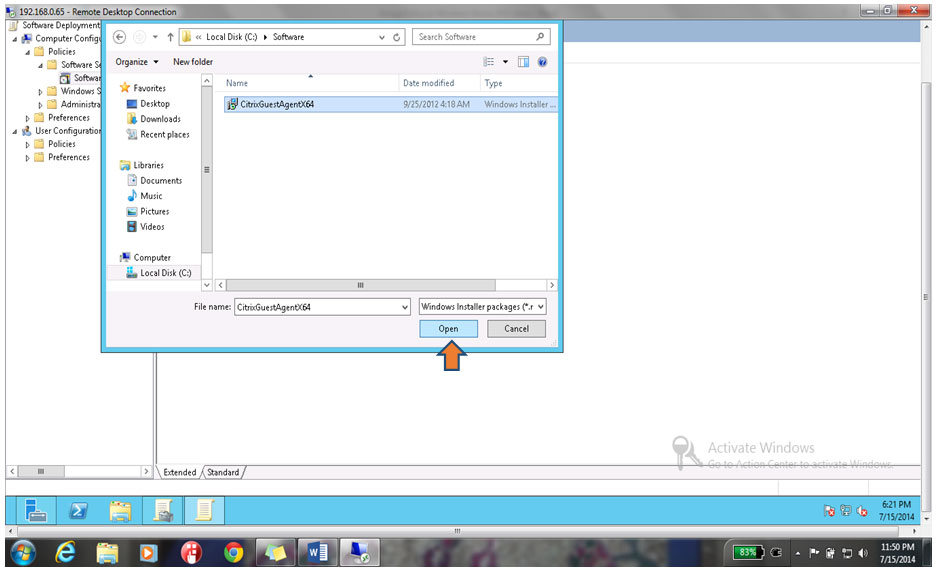 192.168.0.65 - Remote Desktop Connection
Software Deployment
Computer Configu
Policies
Software Se
Softwar
Windows S
Administra
Preferences
User Configuration
Policies
Preferences
« Local Disk (C:) Software
Search Software
Organize New folder
Favorites
Desktop
Downloads
Recent places
Libraries
Documents
Music
Pictures
Videos
Computer
Local Disk (C:)
Name Date modified Type
CitrixGuestAgentX64 9/25/2012 4:18 AM Windows Installer ...
File name: CitrixGuestAgentX64 Windows Installer packages (*.m
Open Cancel
Activate Windows
Go to Action Center to activate Windows.
Extended Standard
6:21 PM
7/15/2014
83%
11:50 PM
7/15/2014